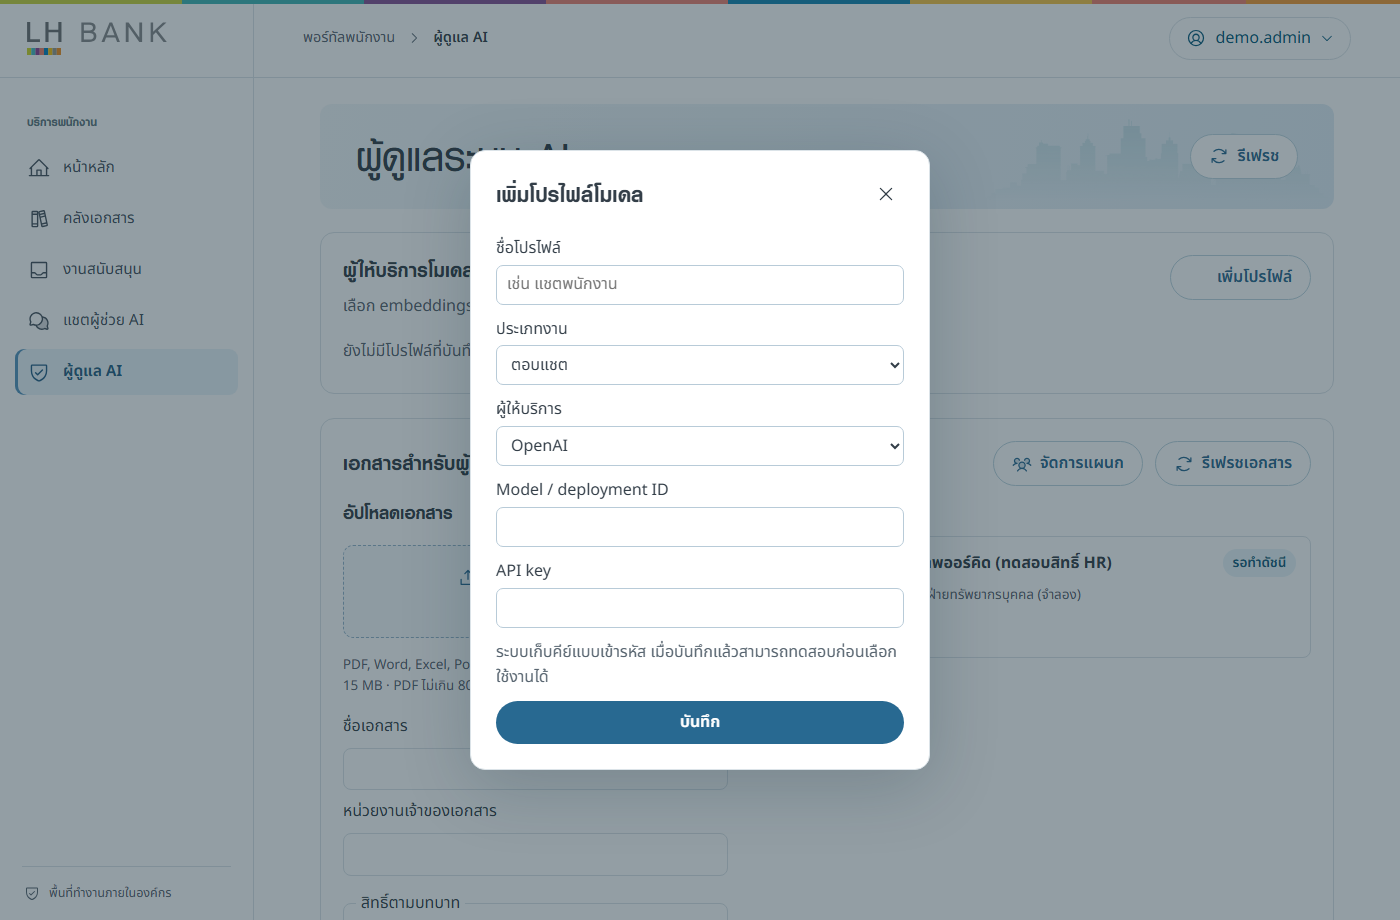 LH BANK
พอร์ทัลพนักงาน > ผู้ดูแล AI
demo.admin
บริการพนักงาน
หน้าหลัก
คลังเอกสาร
งานสนับสนุน
แชตผู้ช่วย AI
ผู้ดูแล AI
พื้นที่ทำงานภายในองค์กร
รีเฟรช
ผู้ให้บริการโมเดล
เลือก embeddings
ยังไม่มีโปรไฟล์ที่บันทึ
เพิ่มโปรไฟล์
เอกสารสำหรับผู้
จัดการแผนก
รีเฟรชเอกสาร
อัปโหลดเอกสาร
PDF, Word, Excel, Po
15 MB · PDF ไม่เกิน 80
ชื่อเอกสาร
หน่วยงานเจ้าของเอกสาร
สิทธิ์ตามบทบาท
พออร์คิด (ทดสอบสิทธิ์ HR)
รอทำดัชนี
ฝ่ายทรัพยากรบุคคล (จำลอง)
เพิ่มโปรไฟล์โมเดล
ชื่อโปรไฟล์
เช่น แชตพนักงาน
ประเภทงาน
ตอบแชต
ผู้ให้บริการ
OpenAI
Model / deployment ID
API key
ระบบเก็บคีย์แบบเข้ารหัส เมื่อบันทึกแล้วสามารถทดสอบก่อนเลือก
ใช้งานได้
บันทึก